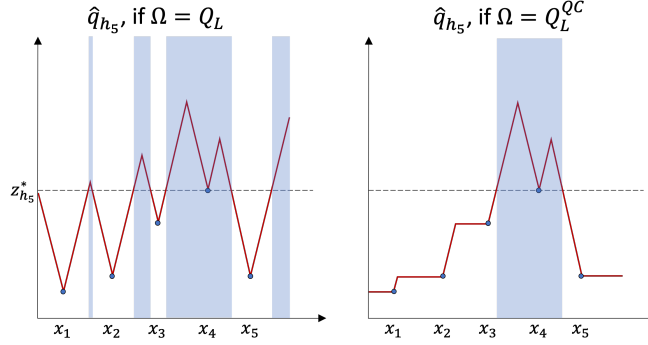 q̂_{h_5}, if Ω = Q_L
q̂_{h_5}, if Ω = Q_L^{QC}
z^*_{h_5}
x_1 x_2 x_3 x_4 x_5
x_1 x_2 x_3 x_4 x_5